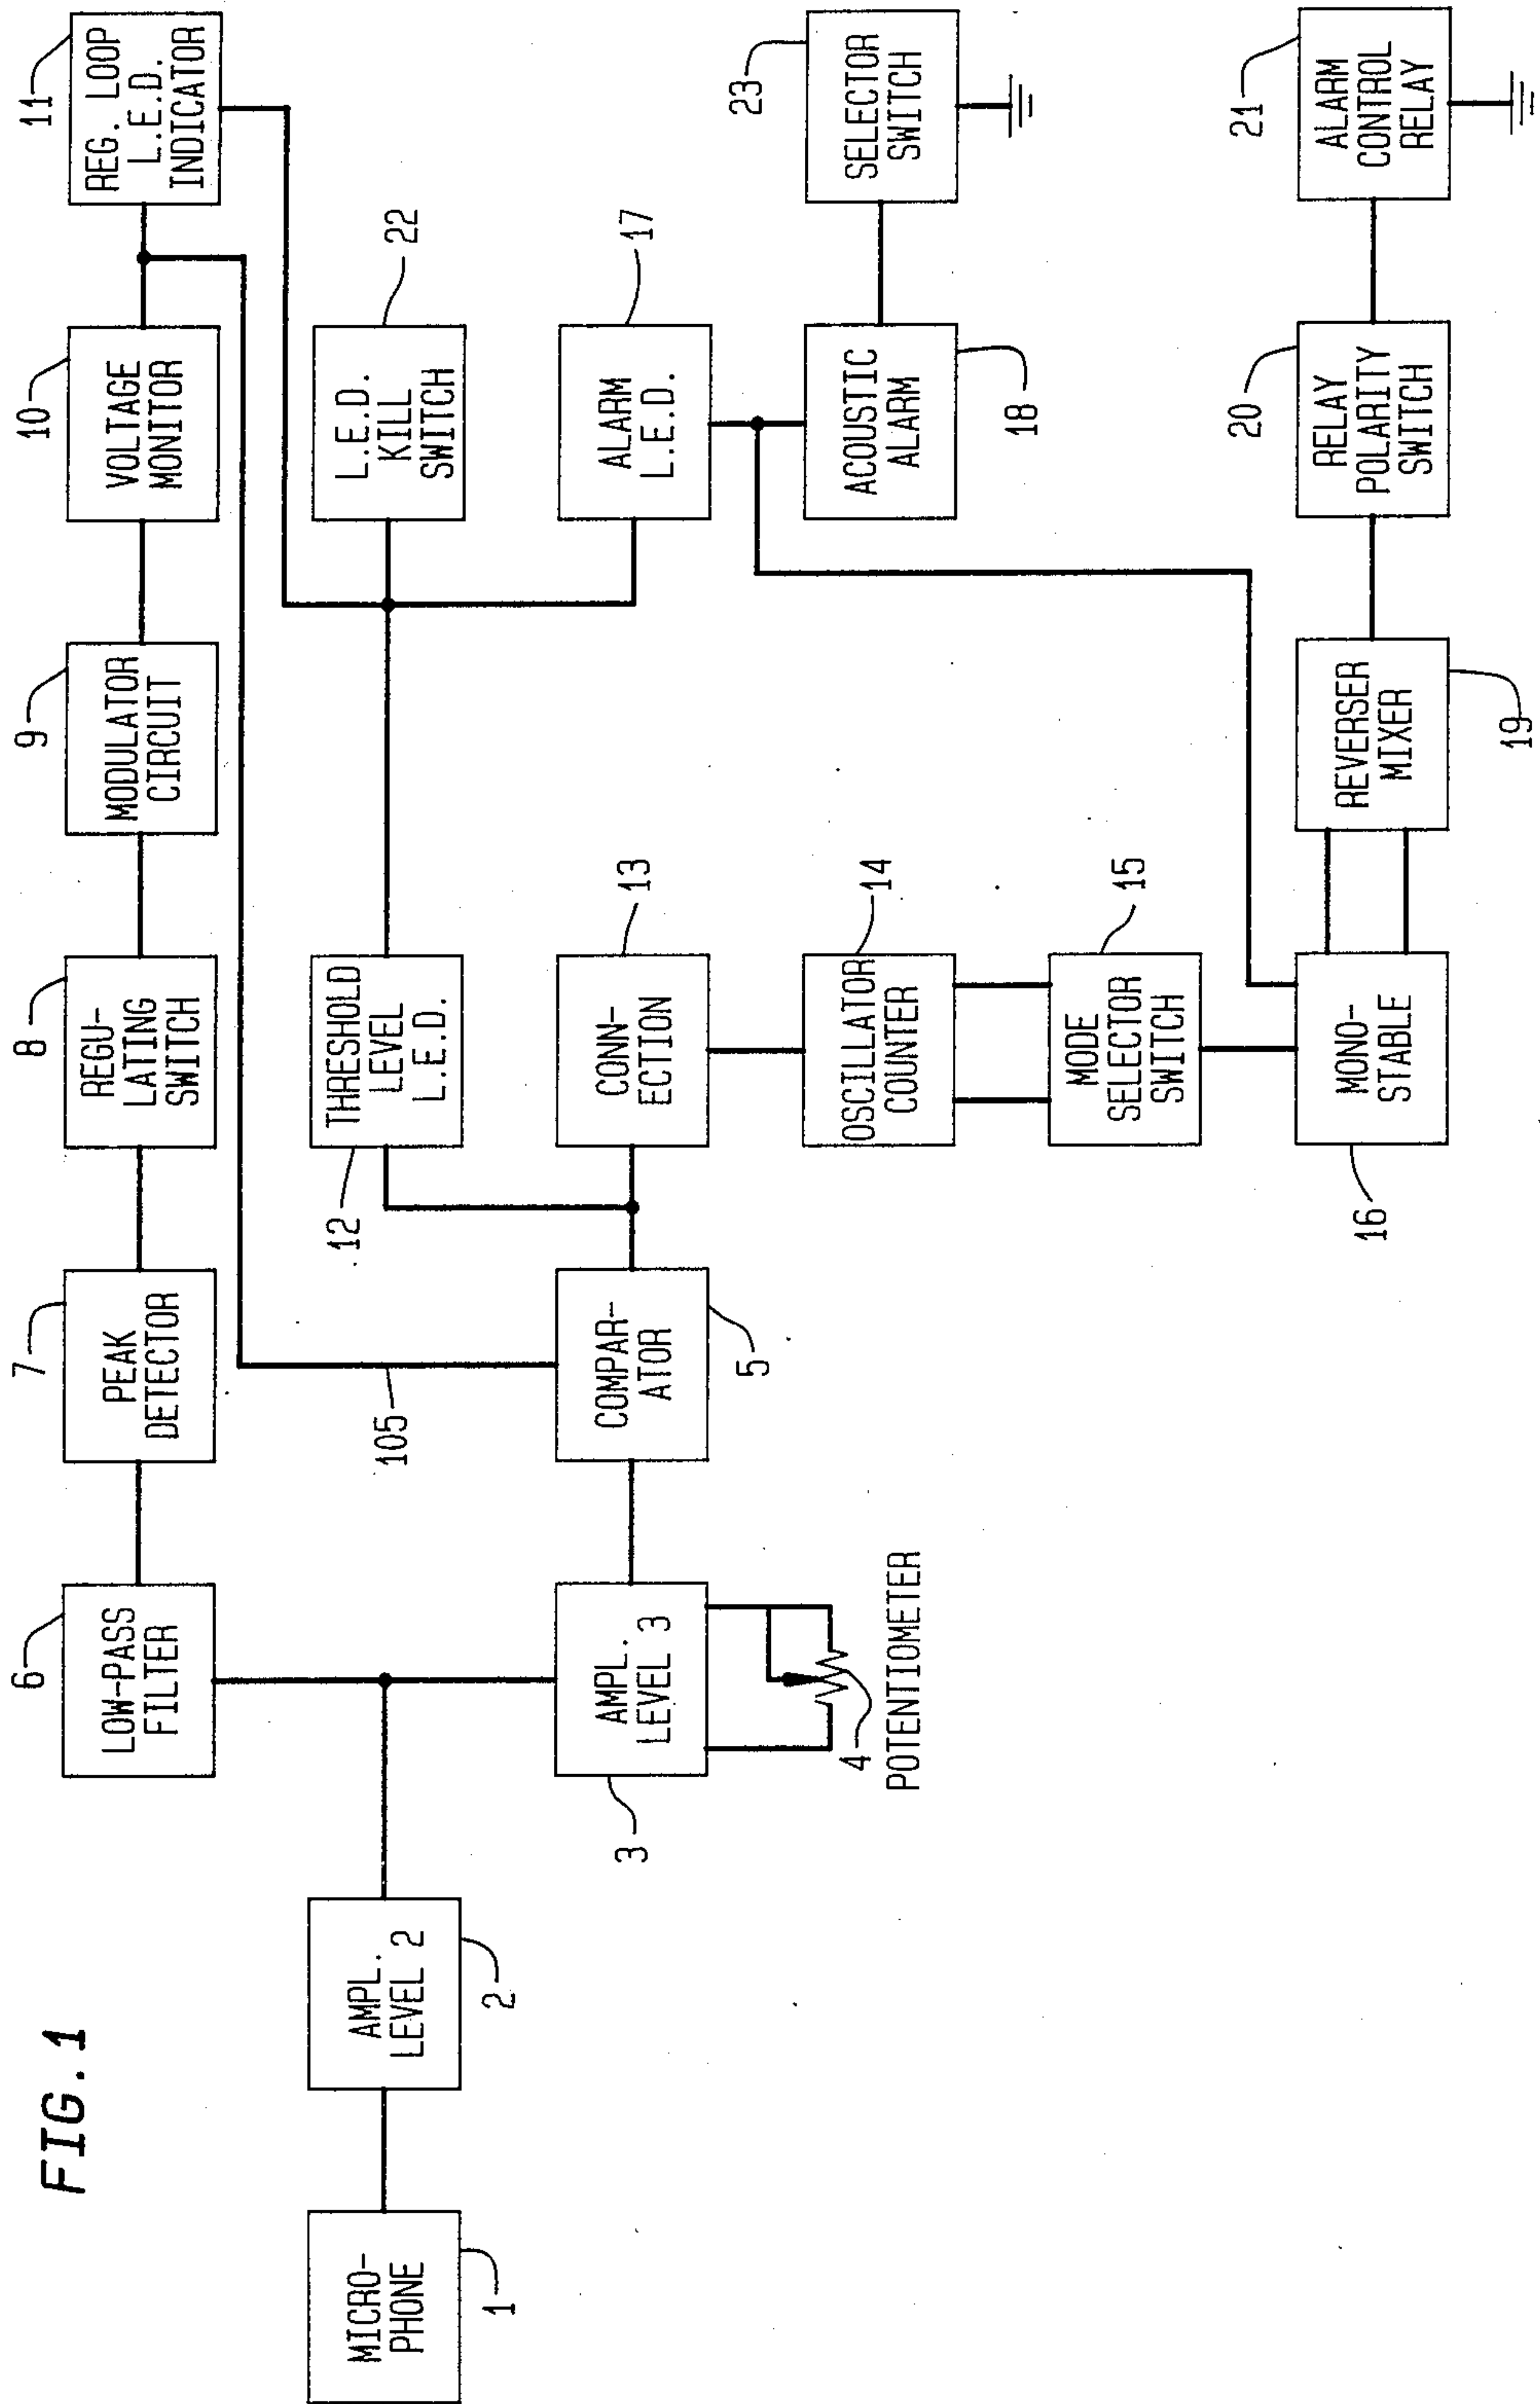 FIG. 1
MICRO-
PHONE
1
AMPL.
LEVEL 2
2
LOW-PASS
FILTER
6
AMPL.
LEVEL 3
3
4
POTENTIOMETER
PEAK
DETECTOR
7
105
COMPAR-
ATOR
5
REGU-
LATING
SWITCH
8
THRESHOLD
LEVEL
L.E.D.
12
CONN-
ECTION
13
OSCILLATOR
COUNTER
14
MODE
SELECTOR
SWITCH
15
MONO-
STABLE
16
MODULATOR
CIRCUIT
9
REVERSER
MIXER
19
VOLTAGE
MONITOR
10
L.E.D.
KILL
SWITCH
22
ALARM
L.E.D.
17
ACOUSTIC
ALARM
18
RELAY
POLARITY
SWITCH
20
REG. LOOP
L.E.D.
INDICATOR
11
SELECTOR
SWITCH
23
ALARM
CONTROL
RELAY
21